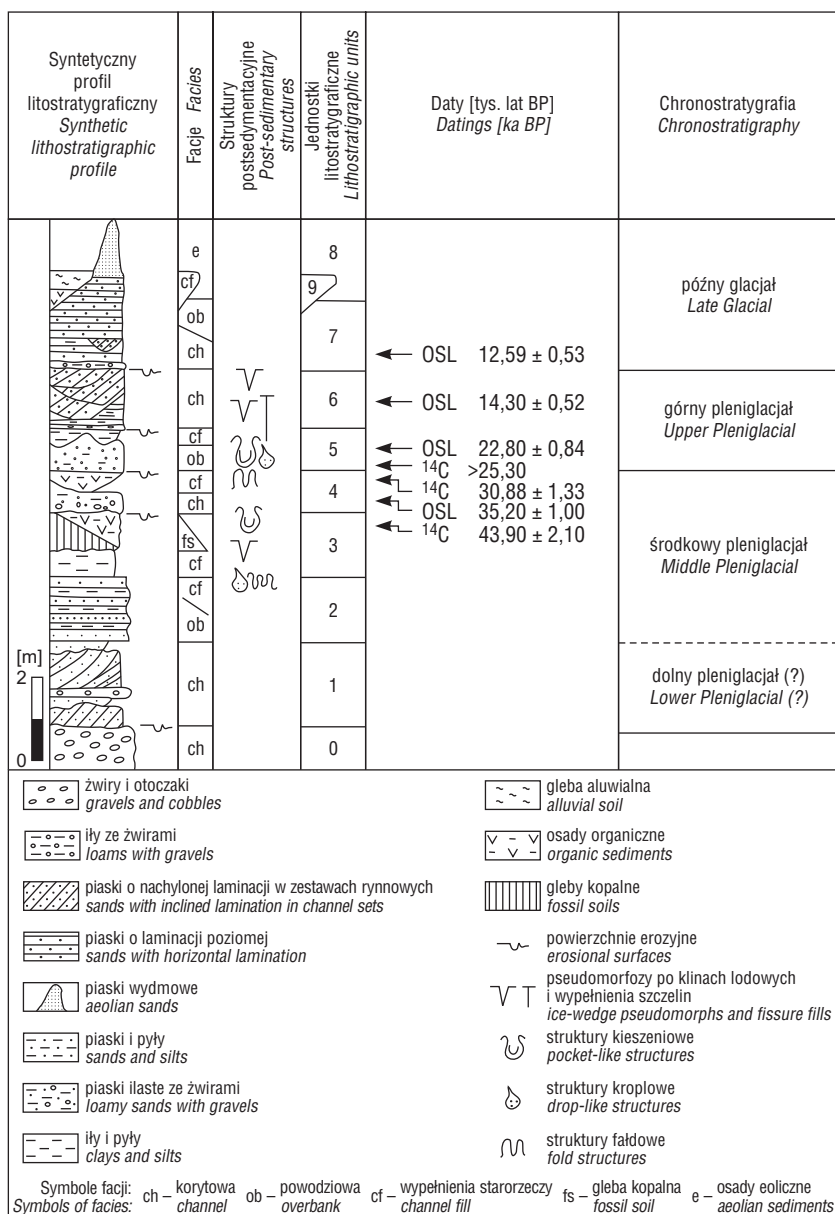 Syntetyczny
profil
litostratygraficzny
Synthetic
lithostratigraphic
profile
Facje Facies
Struktury
postsedymentacyjne
Post-sedimentary
structures
Jednostki
litostratygraficzne
Lithostratigraphic units
Daty [tys. lat BP]
Datings [ka BP]
Chronostratygrafia
Chronostratigraphy
e
8
cf
9
ob
7
ch
późny glacjał
Late Glacial
OSL 12,59 ± 0,53
ch
6
OSL 14,30 ± 0,52
górny pleniglacjał
Upper Pleniglacial
cf
ob
5
OSL 22,80 ± 0,84
¹⁴C >25,30
cf
ch
4
¹⁴C 30,88 ± 1,33
OSL 35,20 ± 1,00
¹⁴C 43,90 ± 2,10
fs
cf
3
środkowy pleniglacjał
Middle Pleniglacial
cf
ob
2
[m]
2
0
ch
1
dolny pleniglacjał (?)
Lower Pleniglacial (?)
ch
0
żwiry i otoczaki
gravels and cobbles
iły ze żwirami
loams with gravels
piaski o nachylonej laminacji w zestawach rynnowych
sands with inclined lamination in channel sets
piaski o laminacji poziomej
sands with horizontal lamination
piaski wydmowe
aeolian sands
piaski i pyły
sands and silts
piaski ilaste ze żwirami
loamy sands with gravels
iły i pyły
clays and silts
gleba aluwialna
alluvial soil
osady organiczne
organic sediments
gleby kopalne
fossil soils
powierzchnie erozyjne
erosional surfaces
pseudomorfozy po klinach lodowych
i wypełnienia szczelin
ice-wedge pseudomorphs and fissure fills
struktury kieszeniowe
pocket-like structures
struktury kroplowe
drop-like structures
struktury fałdowe
fold structures
Symbole facji:
Symbols of facies:
ch – korytowa
channel
ob – powodziowa
overbank
cf – wypełnienia starorzeczy
channel fill
fs – gleba kopalna
fossil soil
e – osady eoliczne
aeolian sediments